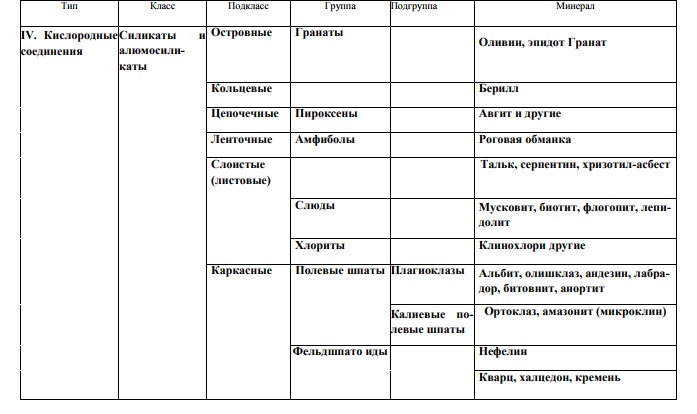 Тип Класс Подкласс Группа Подгруппа Минерал
IV. Кислородные соединения
Силикаты и алюмосили-
каты
Островные Гранаты
Оливин, эпидот Гранат
Кольцевые Берилл
Цепочечные Пироксены Авгит и другие
Ленточные Амфиболы Роговая обманка
Слоистые
(листовые)
Тальк, серпентин, хризотил-асбест
Слюды
Мусковит, биотит, флогопит, лепи-
долит
Хлориты Клинохлори другие
Каркасные Полевые шпаты Плагиоклазы
Альбит, олишклаз, андезин, лабра-
дор, битовнит, анортит
Калиевые по-
левые шпаты
Ортоклаз, амазонит (микроклин)
Фельдшпато иды Нефелин
Кварц, халцедон, кремень